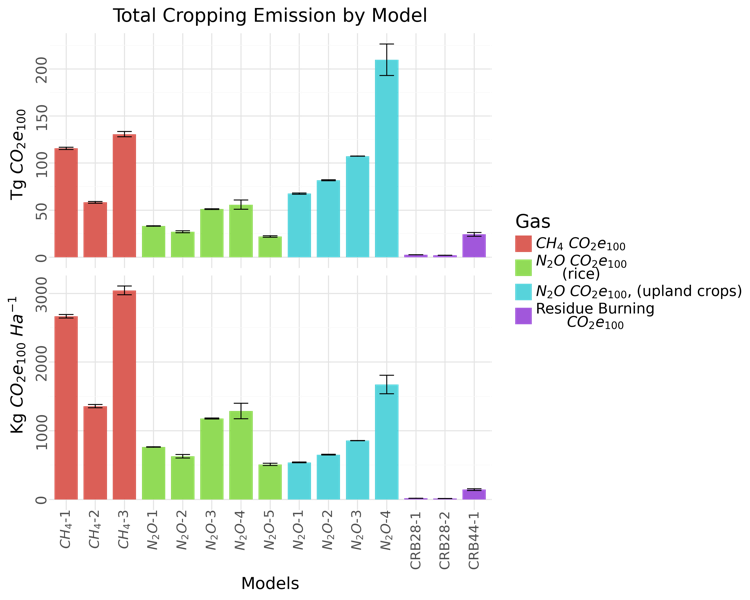 Total Cropping Emission by Model
Tg CO₂e₁₀₀
200
150
100
50
0
Kg CO₂e₁₀₀ Ha⁻¹
3000
2000
1000
0
CH₄-1
CH₄-2
CH₄-3
N₂O-1
N₂O-2
N₂O-3
N₂O-4
N₂O-5
N₂O-1
N₂O-2
N₂O-3
N₂O-4
CRB28-1
CRB28-2
CRB44-1
Models
Gas
CH₄ CO₂e₁₀₀
N₂O CO₂e₁₀₀
(rice)
N₂O CO₂e₁₀₀, (upland crops)
Residue Burning
CO₂e₁₀₀